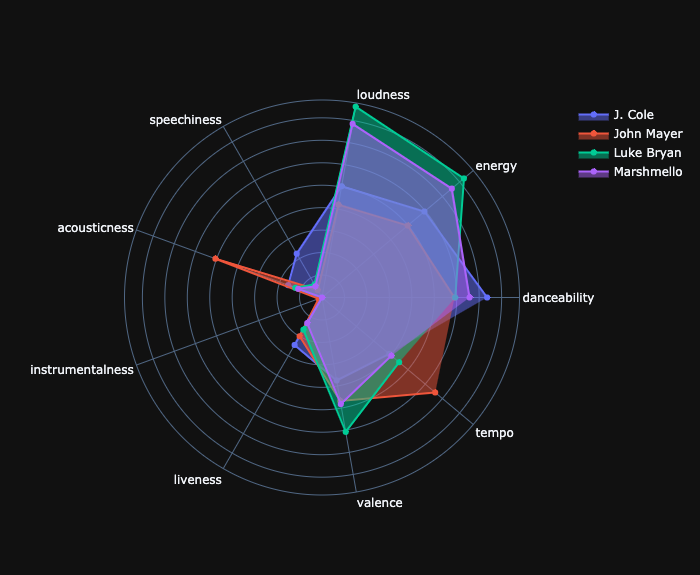 loudness
speechiness
energy
acousticness
danceability
instrumentalness
tempo
liveness
valence
J. Cole
John Mayer
Luke Bryan
Marshmello